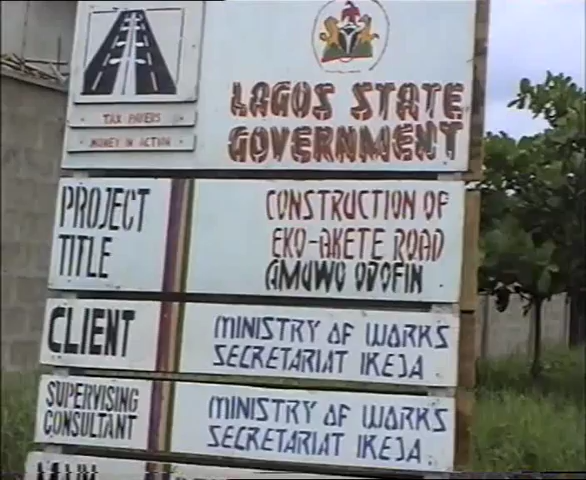 TAX PAYERS
MONEY IN ACTION
LAGOS STATE
GOVERNMENT
PROJECT
TITLE
CONSTRUCTION OF
EKO-AKETE ROAD
AMUWO ODOFIN
CLIENT
MINISTRY OF WORKS
SECRETARIAT IKEJA
SUPERVISING
CONSULTANT
MINISTRY OF WORKS
SECRETARIAT IKEJA